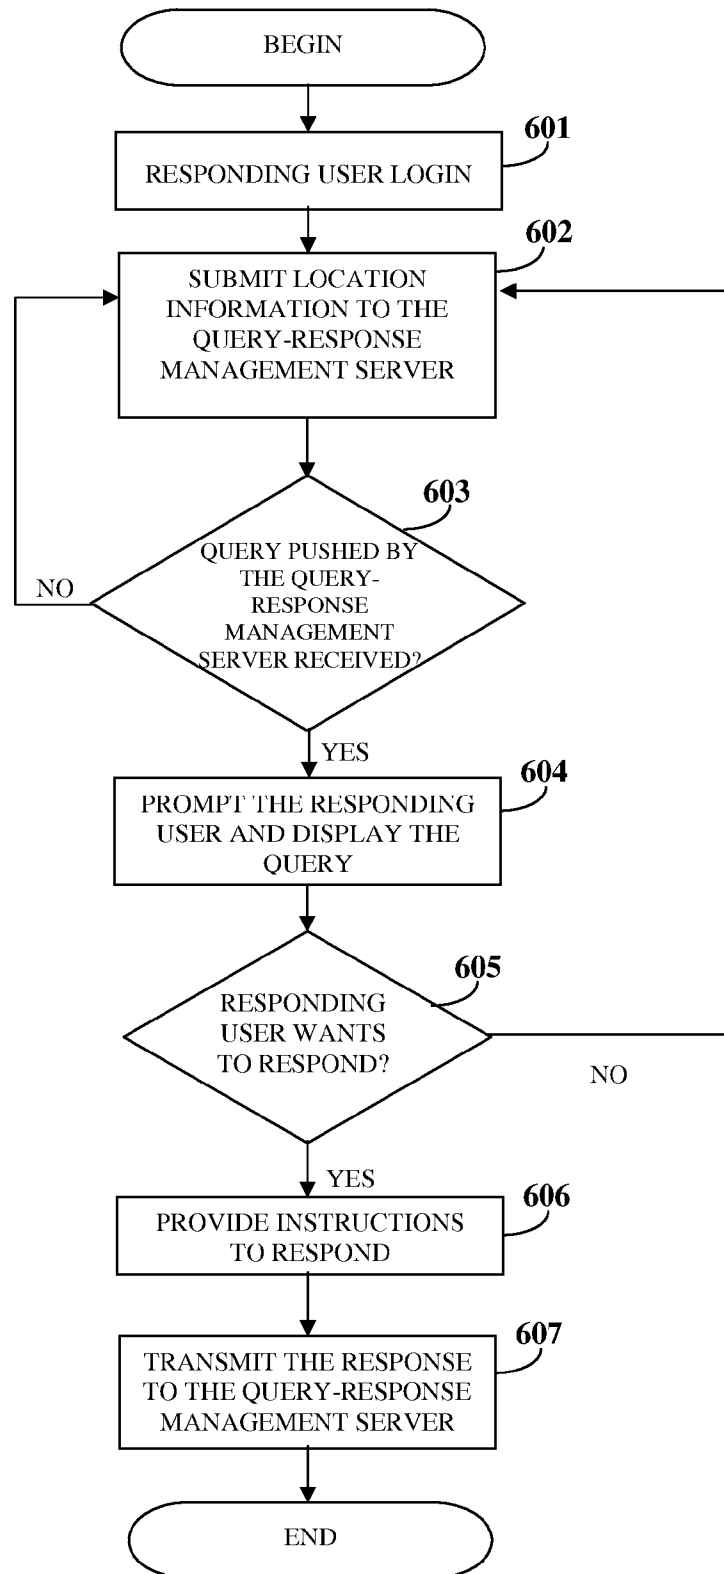 BEGIN
601
RESPONDING USER LOGIN
602
SUBMIT LOCATION
INFORMATION TO THE
QUERY-RESPONSE
MANAGEMENT SERVER
603
QUERY PUSHED BY
THE QUERY-
RESPONSE
MANAGEMENT
SERVER RECEIVED?
NO
YES
604
PROMPT THE RESPONDING
USER AND DISPLAY THE
QUERY
605
RESPONDING
USER WANTS
TO RESPOND?
NO
YES
606
PROVIDE INSTRUCTIONS
TO RESPOND
607
TRANSMIT THE RESPONSE
TO THE QUERY-RESPONSE
MANAGEMENT SERVER
END